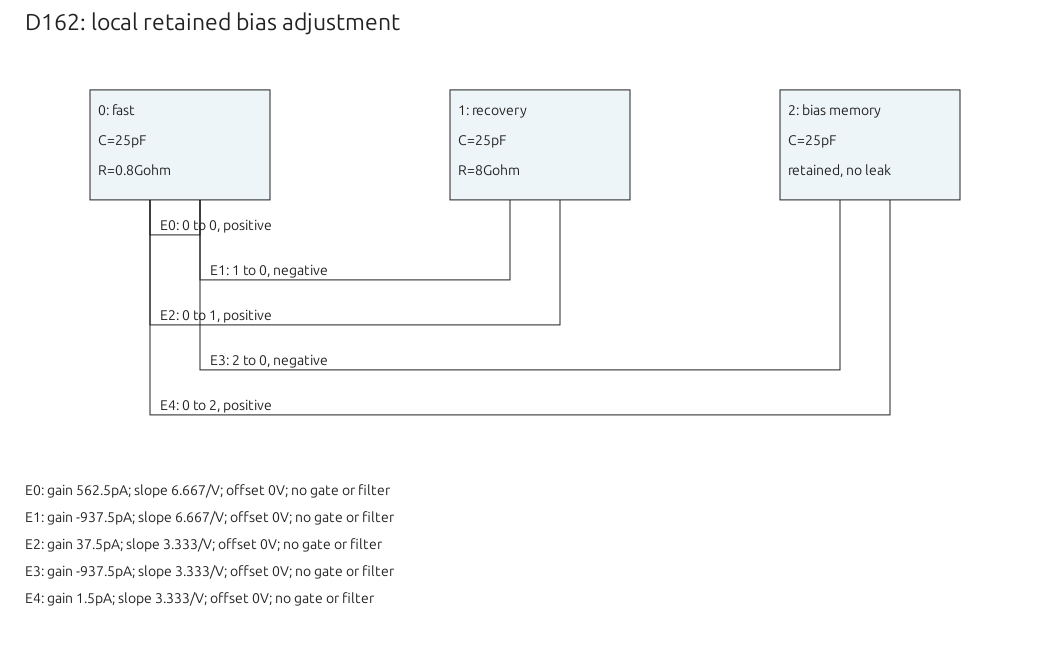 D162: local retained bias adjustment
0: fast
C=25pF
R=0.8Gohm
1: recovery
C=25pF
R=8Gohm
2: bias memory
C=25pF
retained, no leak
E0: 0 to 0, positive
E1: 1 to 0, negative
E2: 0 to 1, positive
E3: 2 to 0, negative
E4: 0 to 2, positive
E0: gain 562.5pA; slope 6.667/V; offset 0V; no gate or filter
E1: gain -937.5pA; slope 6.667/V; offset 0V; no gate or filter
E2: gain 37.5pA; slope 3.333/V; offset 0V; no gate or filter
E3: gain -937.5pA; slope 3.333/V; offset 0V; no gate or filter
E4: gain 1.5pA; slope 3.333/V; offset 0V; no gate or filter